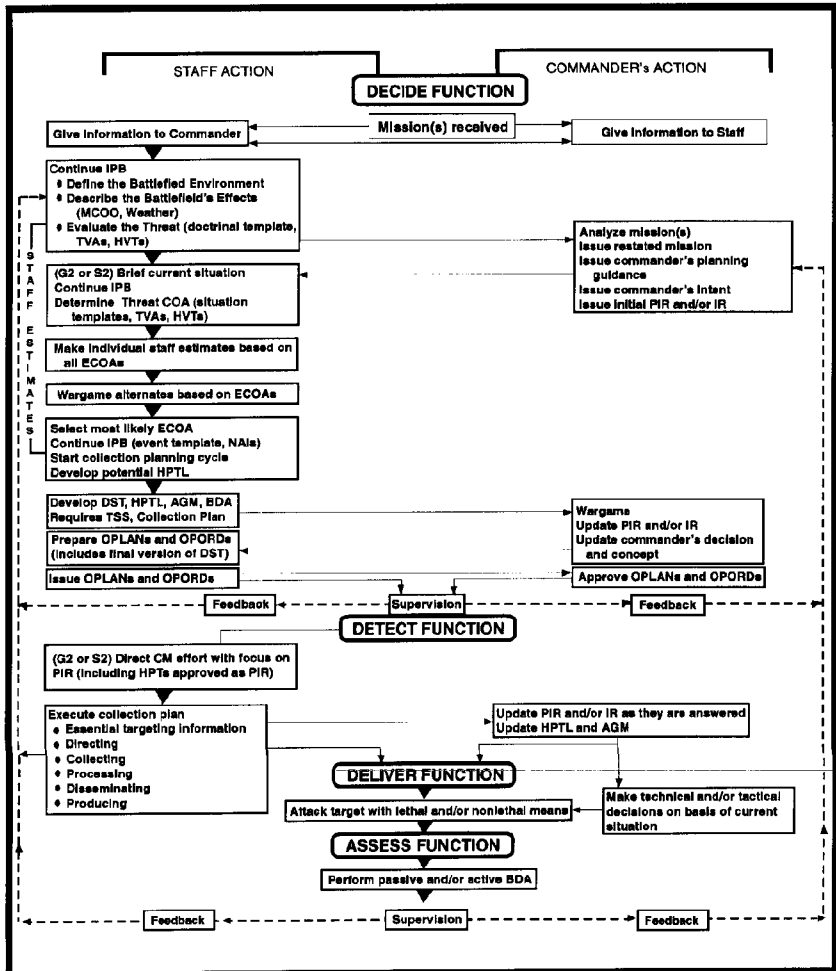 STAFF ACTION
COMMANDER's ACTION
DECIDE FUNCTION
Give Information to Commander
Mission(s) received
Give Information to Staff
Continue IPB
♦ Define the Battlefied Environment
♦ Describe the Battlefield's Effects
(MCOO, Weather)
♦ Evaluate the Threat (doctrinal template,
TVAs, HVTs)
STAFF ESTIMATES
Analyze mission(s)
Issue restated mission
Issue commander's planning
guidance
Issue commander's intent
Issue initial PIR and/or IR
(G2 or S2) Brief current situation
Continue IPB
Determine Threat COA (situation
templates, TVAs, HVTs)
Make individual staff estimates based on
all ECOAs
Wargame alternates based on ECOAs
Select most likely ECOA
Continue IPB (event template, NAIs)
Start collection planning cycle
Develop potential HPTL
Develop DST, HPTL, AGM, BDA
Requires TSS, Collection Plan
Wargame
Update PIR and/or IR
Update commander's decision
and concept
Prepare OPLANs and OPORDs
(includes final version of DST)
Issue OPLANs and OPORDs
Approve OPLANs and OPORDs
Feedback
Supervision
Feedback
DETECT FUNCTION
(G2 or S2) Direct CM effort with focus on
PIR (including HPTs approved as PIR)
Execute collection plan
♦ Essential targeting information
♦ Directing
♦ Collecting
♦ Processing
♦ Disseminating
♦ Producing
Update PIR and/or IR as they are answered
Update HPTL and AGM
DELIVER FUNCTION
Attack target with lethal and/or nonlethal means
Make technical and/or tactical
decisions on basis of current
situation
ASSESS FUNCTION
Perform passive and/or active BDA
Feedback
Supervision
Feedback